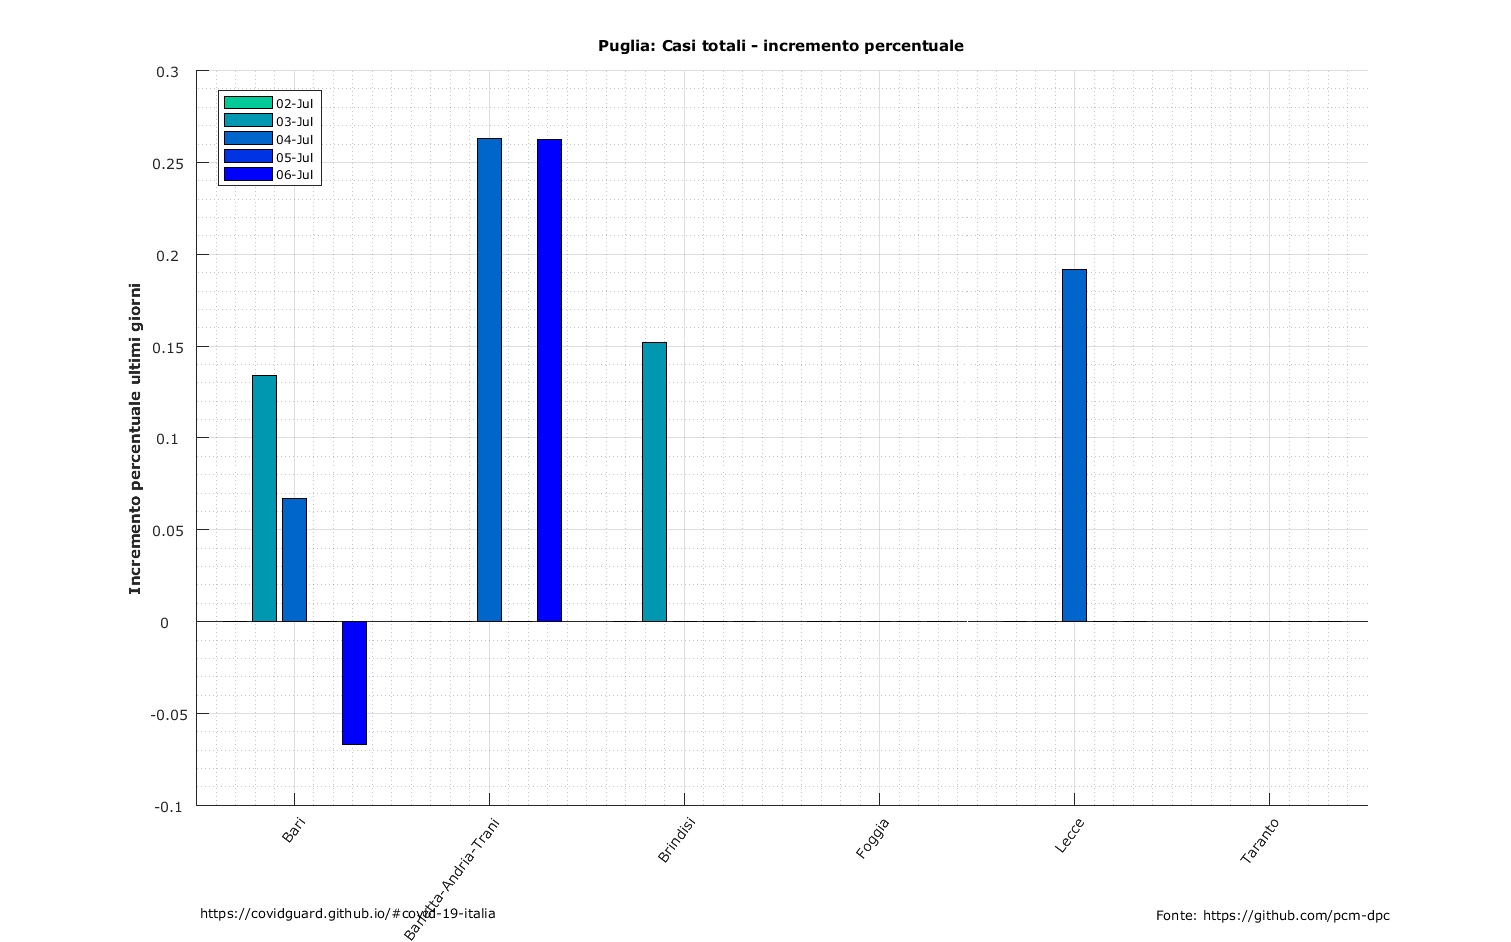 Puglia: Casi totali - incremento percentuale
0.3
0.25
0.2
0.15
0.1
0.05
0
-0.05
-0.1
Incremento percentuale ultimi giorni
02-Jul
03-Jul
04-Jul
05-Jul
06-Jul
Bari
Barletta-Andria-Trani
Brindisi
Foggia
Lecce
Taranto
https://covidguard.github.io/#covid-19-italia
Fonte: https://github.com/pcm-dpc